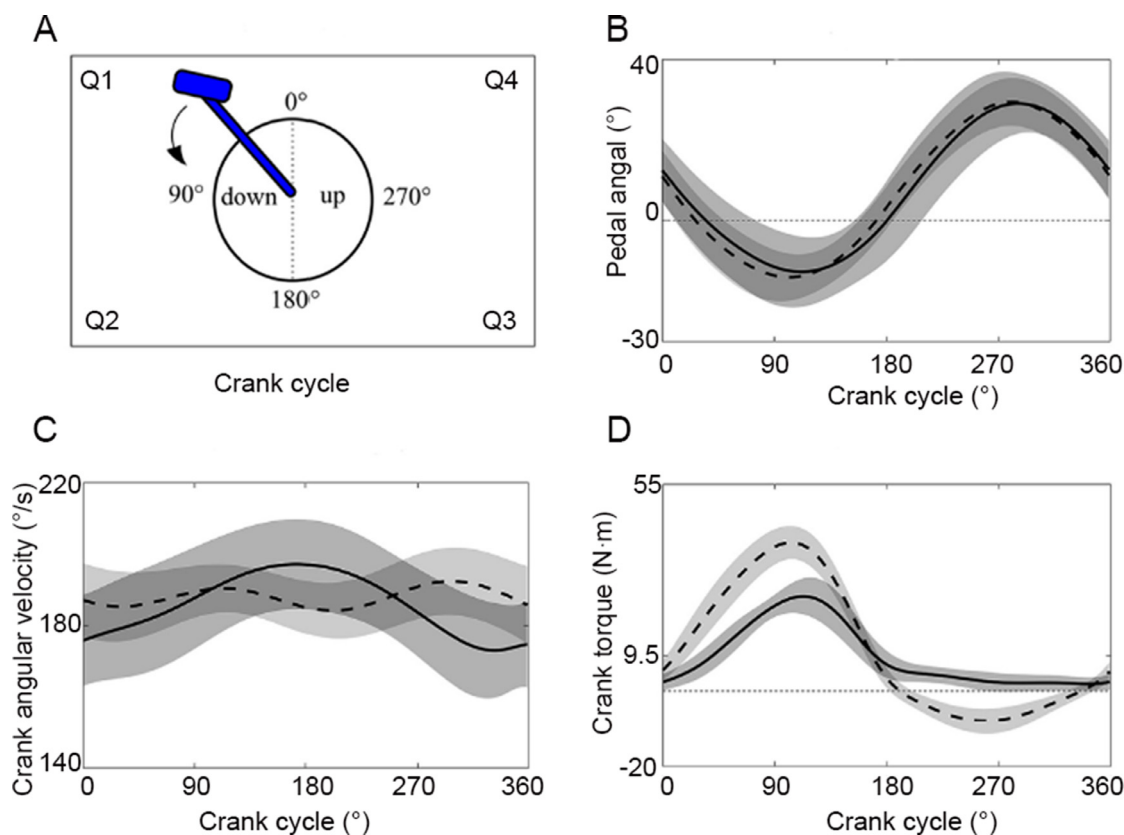 A
Q1
Q4
0°
90°
down
up
270°
180°
Q2
Q3
Crank cycle
B
Pedal angal (°)
40
0
-30
0 90 180 270 360
Crank cycle (°)
C
Crank angular velocity (°/s)
220
180
140
0 90 180 270 360
Crank cycle (°)
D
Crank torque (N·m)
55
9.5
-20
0 90 180 270 360
Crank cycle (°)